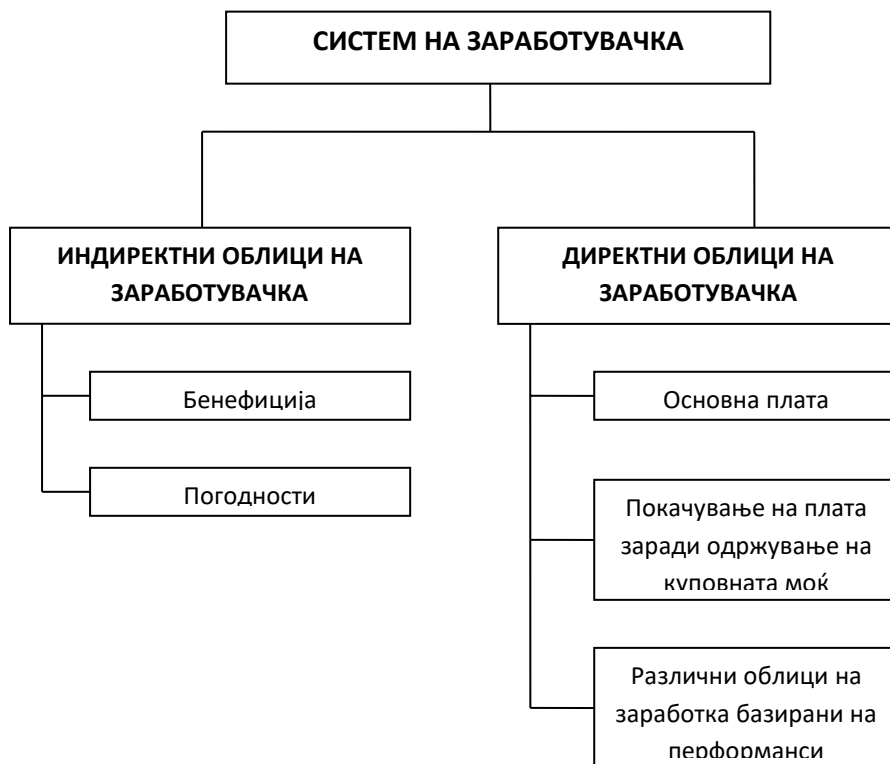 СИСТЕМ НА ЗАРАБОТУВАЧКА
ИНДИРЕКТНИ ОБЛИЦИ НА
ЗАРАБОТУВАЧКА
Бенефиција
Погодности
ДИРЕКТНИ ОБЛИЦИ НА
ЗАРАБОТУВАЧКА
Основна плата
Покачување на плата
заради одржување на
куповната моќ
Различни облици на
заработка базирани на
перформанси